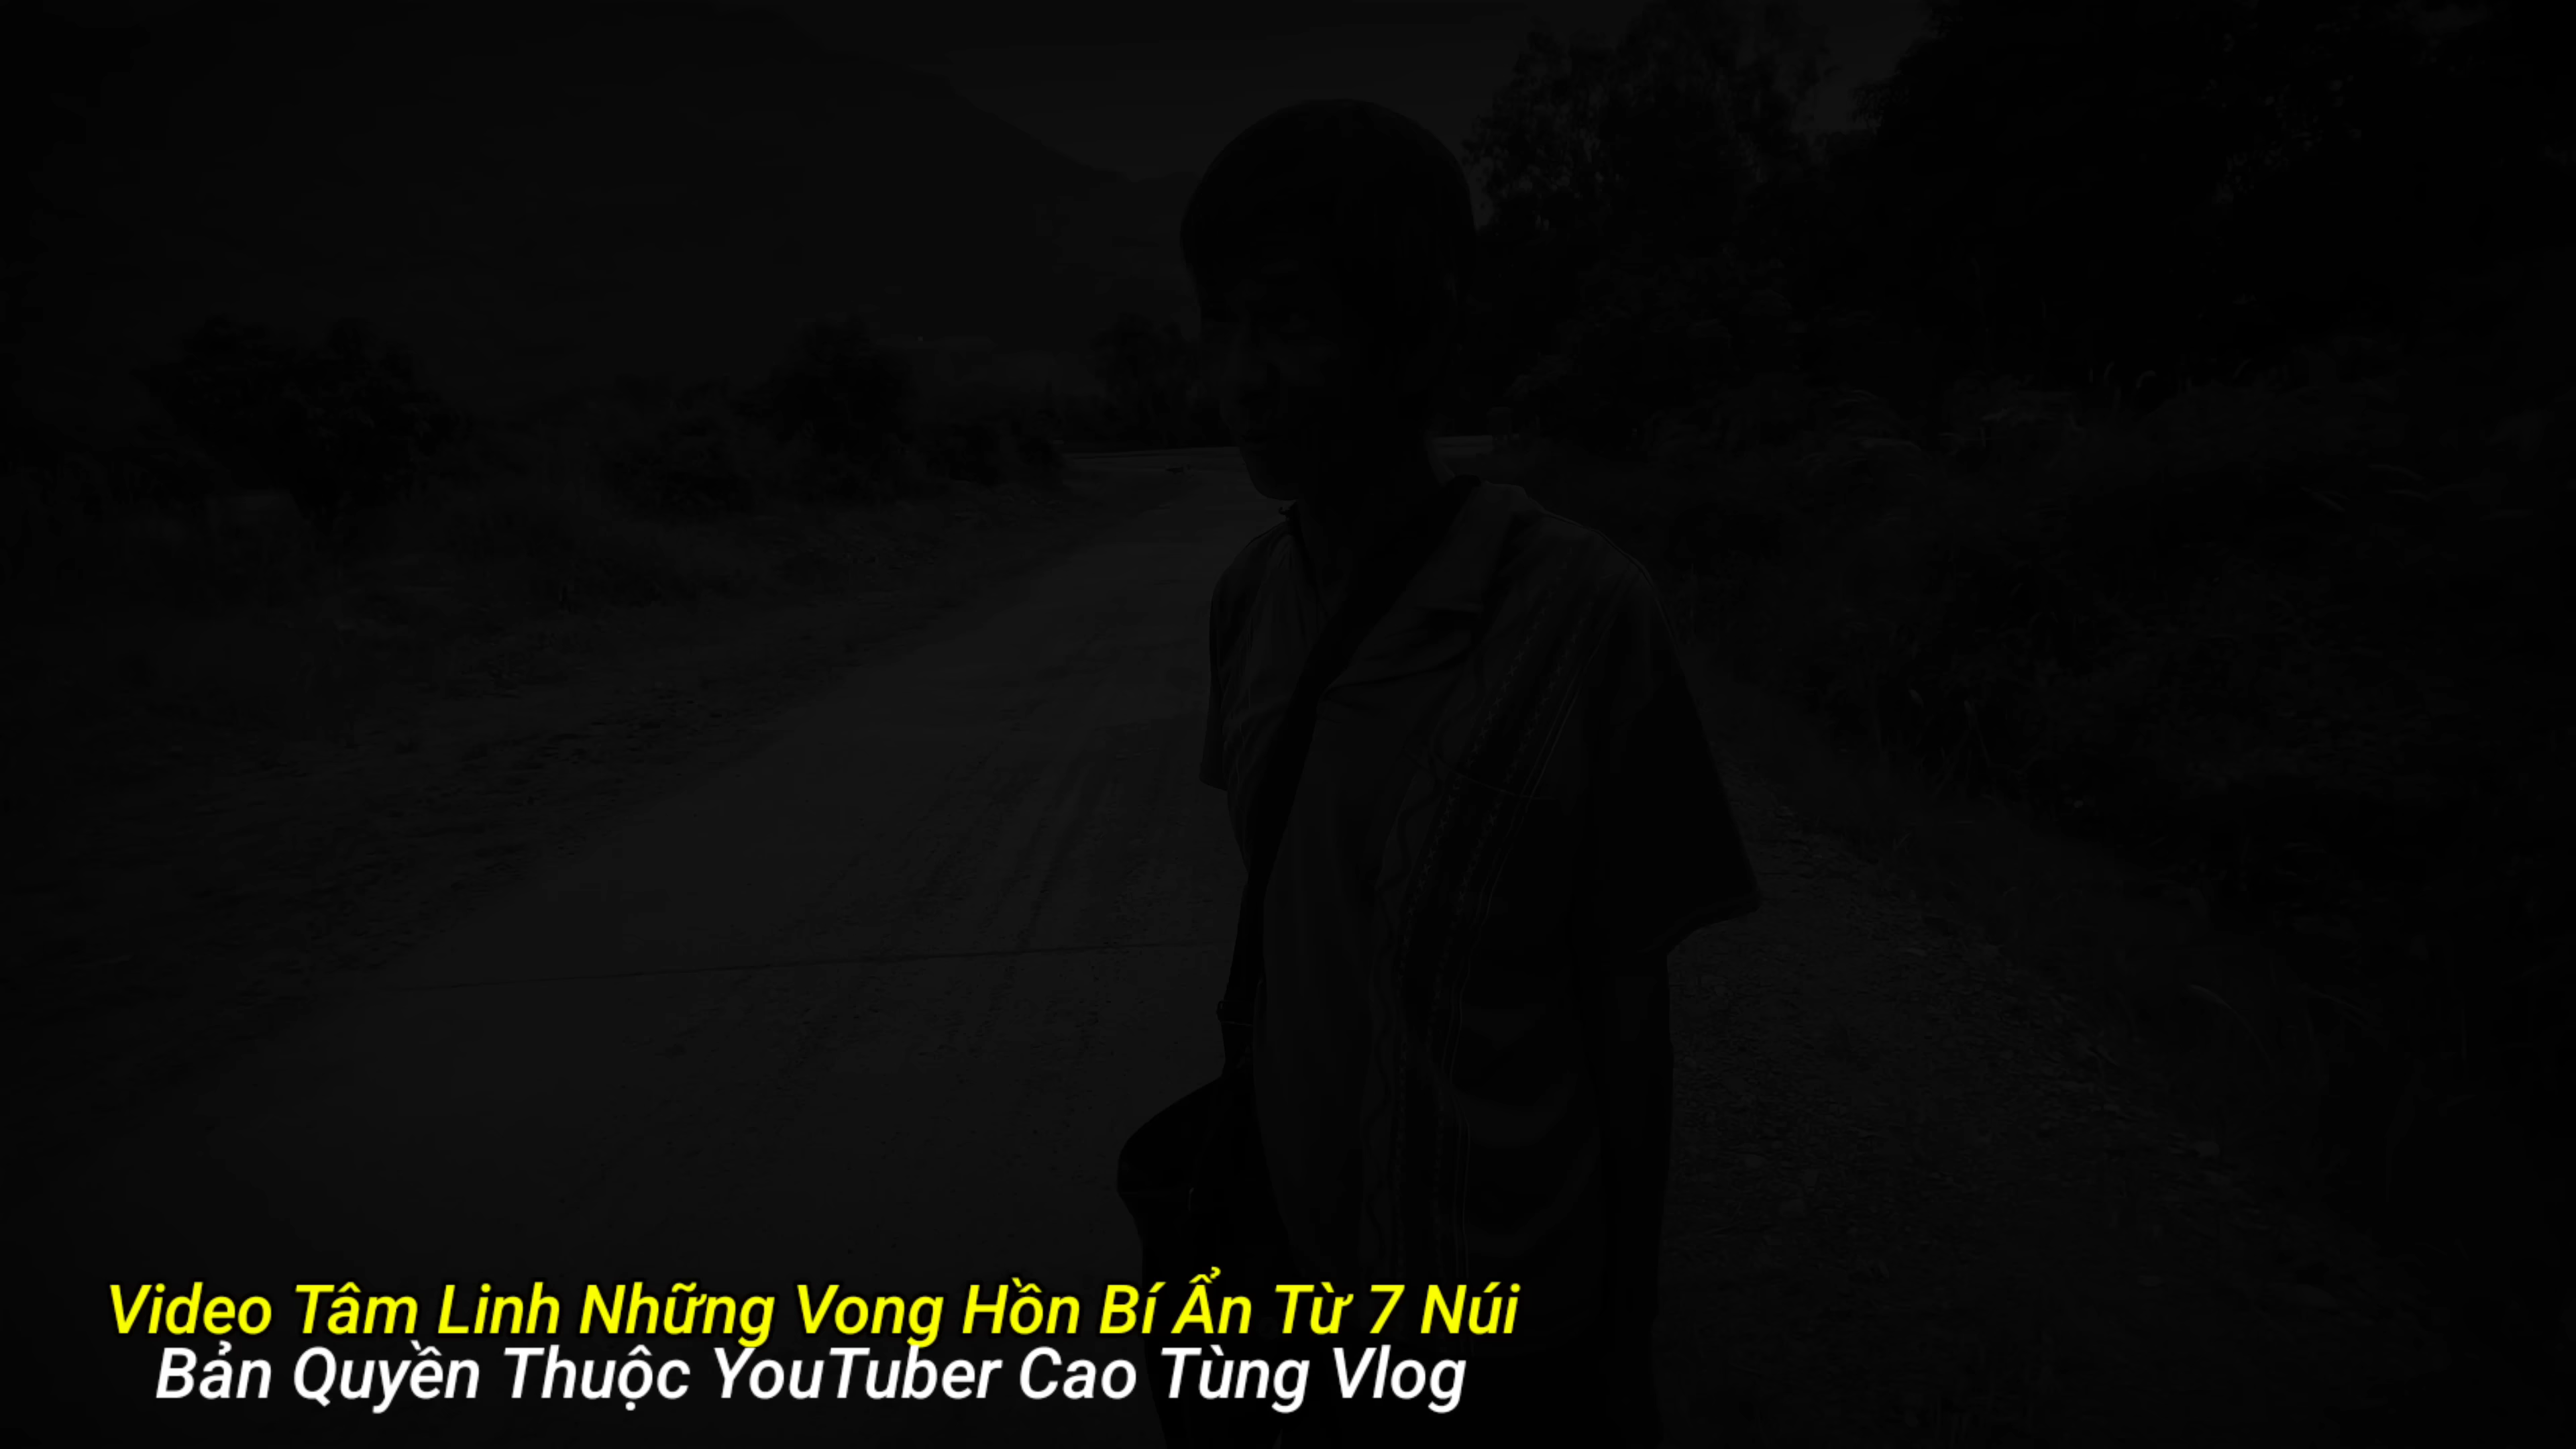 Video Tâm Linh Những Vong Hồn Bí Ẩn Từ 7 Núi
Bản Quyền Thuộc YouTuber Cao Tùng Vlog